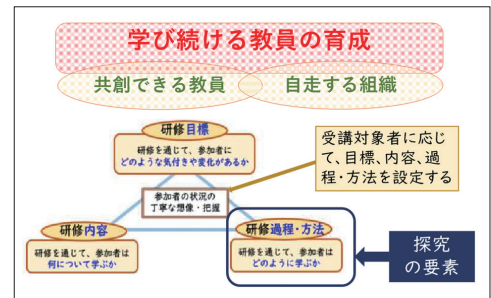 学び続ける教員の育成
共創できる教員 自走する組織
研修目標
研修を通じて、参加者に
どのような気付きや変化があるか
受講対象者に応じ
て、目標、内容、過
程・方法を設定する
参加者の状況の
丁寧な想像・把握
研修内容
研修を通じて、参加者は
何について学ぶか
研修過程・方法
研修を通じて、参加者は
どのように学ぶか
探究
の要素